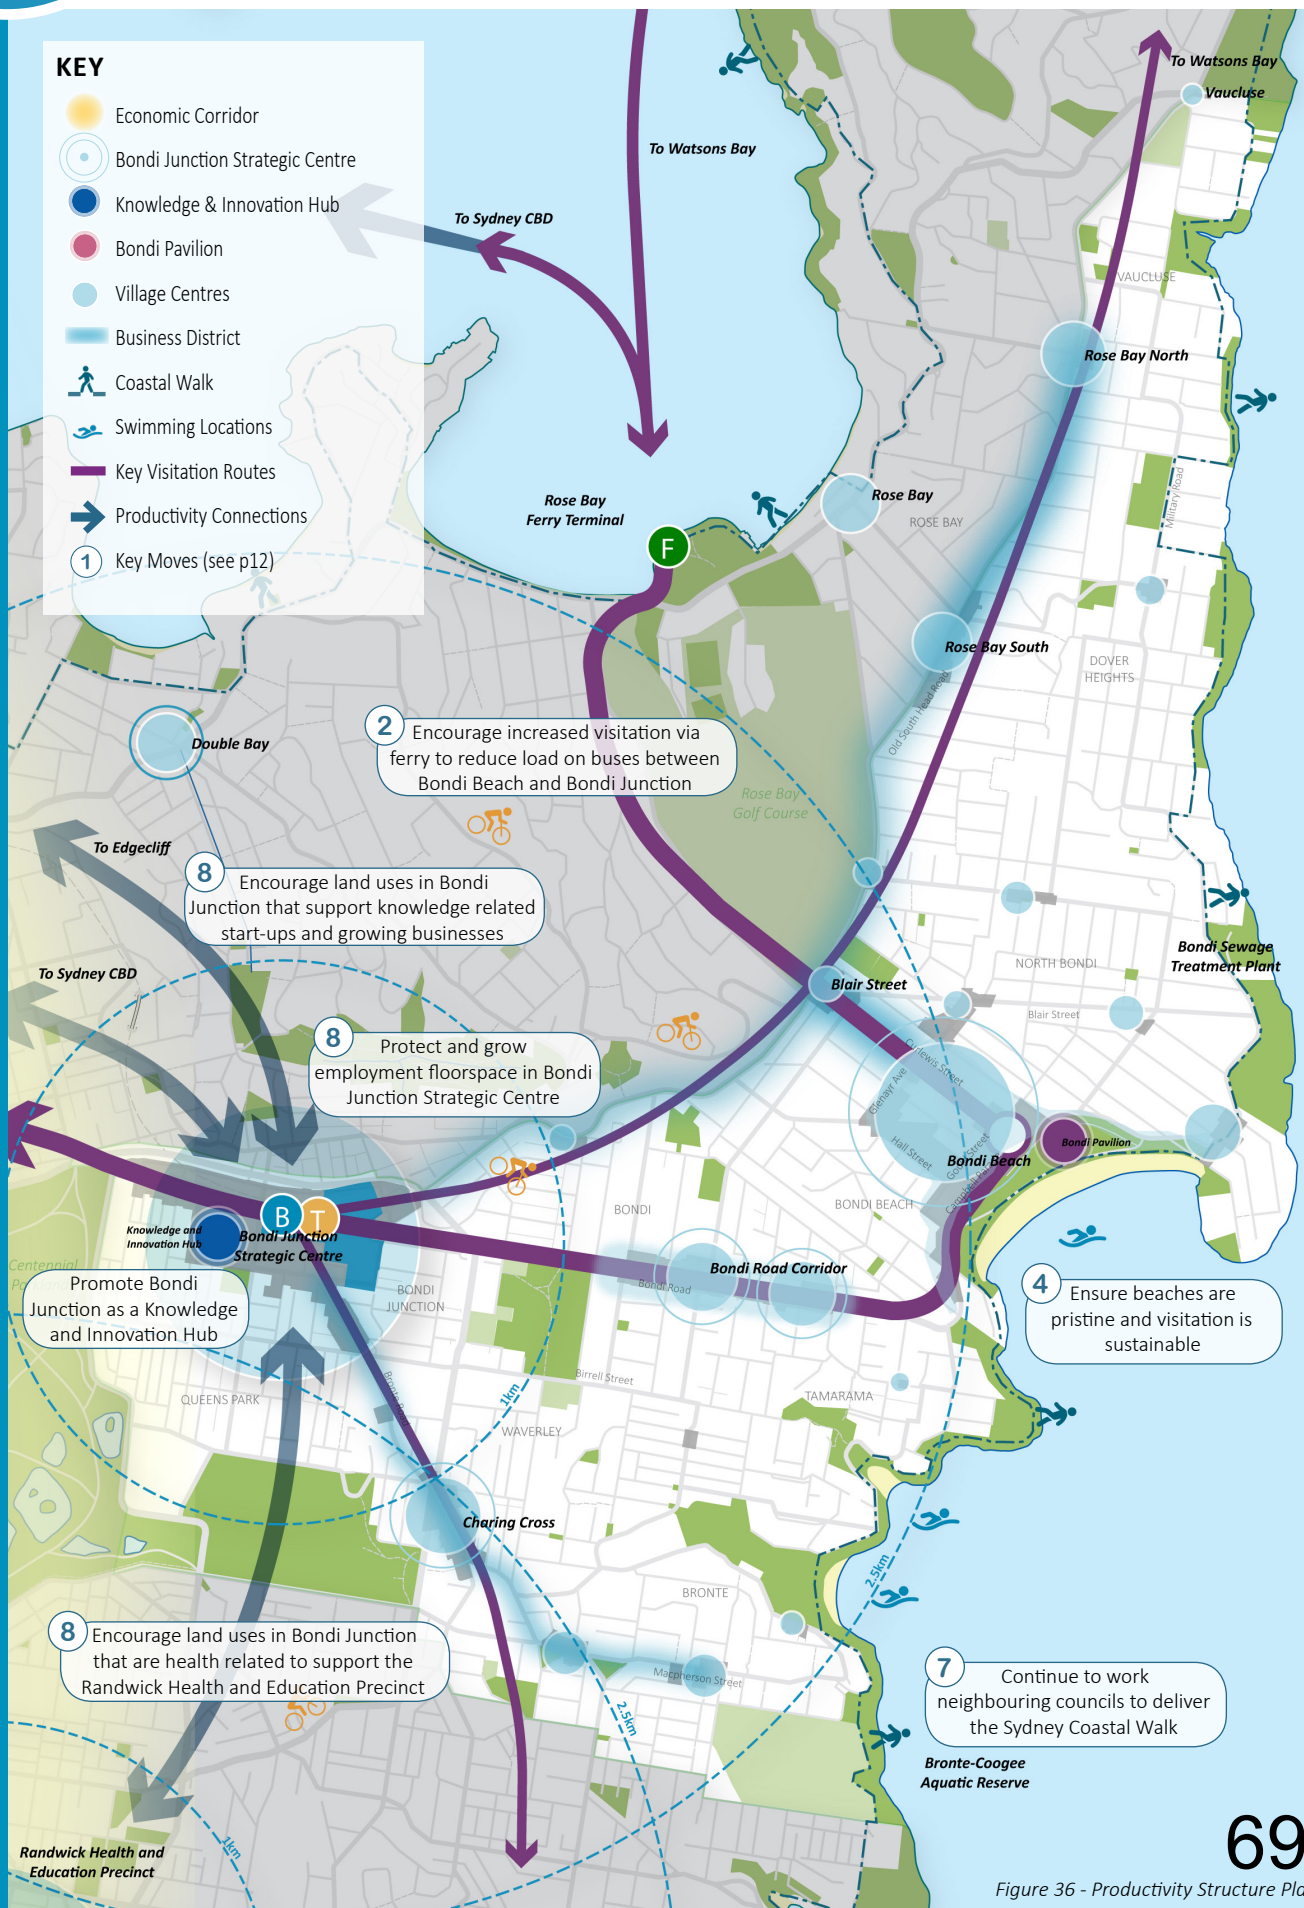 KEY
Economic Corridor
Bondi Junction Strategic Centre
Knowledge & Innovation Hub
Bondi Pavilion
Village Centres
Business District
Coastal Walk
Swimming Locations
Key Visitation Routes
Productivity Connections
1 Key Moves (see p12)
To Watsons Bay
Vaucluse
To Watsons Bay
To Sydney CBD
VAUCLUSE
Rose Bay North
Military Road
Rose Bay
Rose Bay
Ferry Terminal
ROSE BAY
F
Rose Bay South
DOVER
HEIGHTS
Old South Head Road
Double Bay
2
Encourage increased visitation via
ferry to reduce load on buses between
Bondi Beach and Bondi Junction
Rose Bay
Golf Course
To Edgecliff
8
Encourage land uses in Bondi
Junction that support knowledge related
start-ups and growing businesses
To Sydney CBD
Bondi Sewage
Treatment Plant
NORTH BONDI
Blair Street
Blair Street
8
Protect and grow
employment floorspace in Bondi
Junction Strategic Centre
Curlewis Street
Glenayr Ave
Hall Street
Bondi Pavilion
Bondi Beach
BONDI BEACH
BONDI
B
T
Knowledge and
Innovation Hub
Bondi Junction
Strategic Centre
Centennial
Bondi Road Corridor
Bondi Road
Promote Bondi
Junction as a Knowledge
and Innovation Hub
BONDI
JUNCTION
4
Ensure beaches are
pristine and visitation is
sustainable
Birrell Street
QUEENS PARK
Bronte Road
1km
TAMARAMA
WAVERLEY
Charing Cross
2.5km
BRONTE
8
Encourage land uses in Bondi Junction
that are health related to support the
Randwick Health and Education Precinct
Macpherson Street
2.5km
7
Continue to work
neighbouring councils to deliver
the Sydney Coastal Walk
Bronte-Coogee
Aquatic Reserve
1km
Randwick Health and
Education Precinct
69
Figure 36 - Productivity Structure Pla